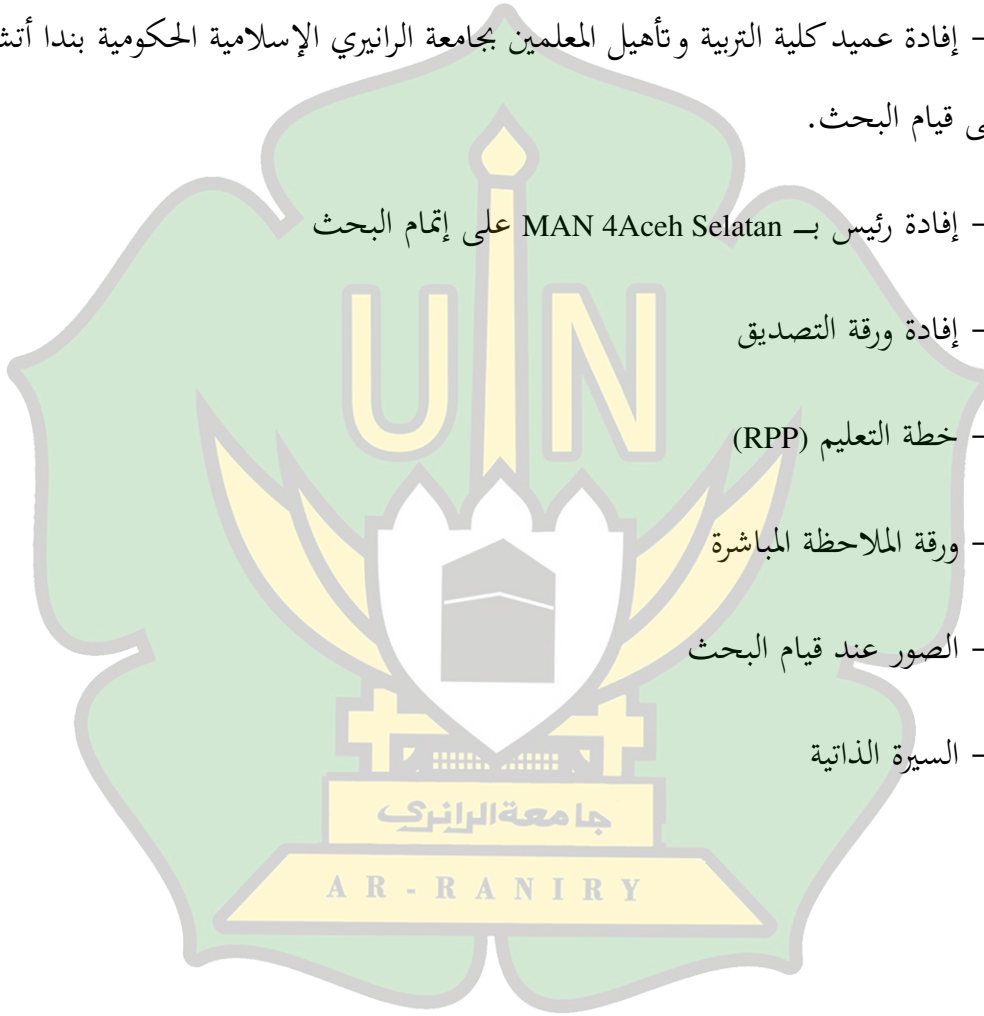 - إفادة عميد كلية التربية وتأهيل المعلمين بجامعة الرانيري الإسلامية الحكومية بندا أتش
قيام البحث.
- إفادة رئيس بـ MAN 4Aceh Selatan على إتمام البحث
- إفادة ورقة التصديق
- خطة التعليم (RPP)
- ورقة الملاحظة المباشرة
- الصور عند قيام البحث
- السيرة الذاتية
UIN
جامعةالرانري
AR-RANIRY